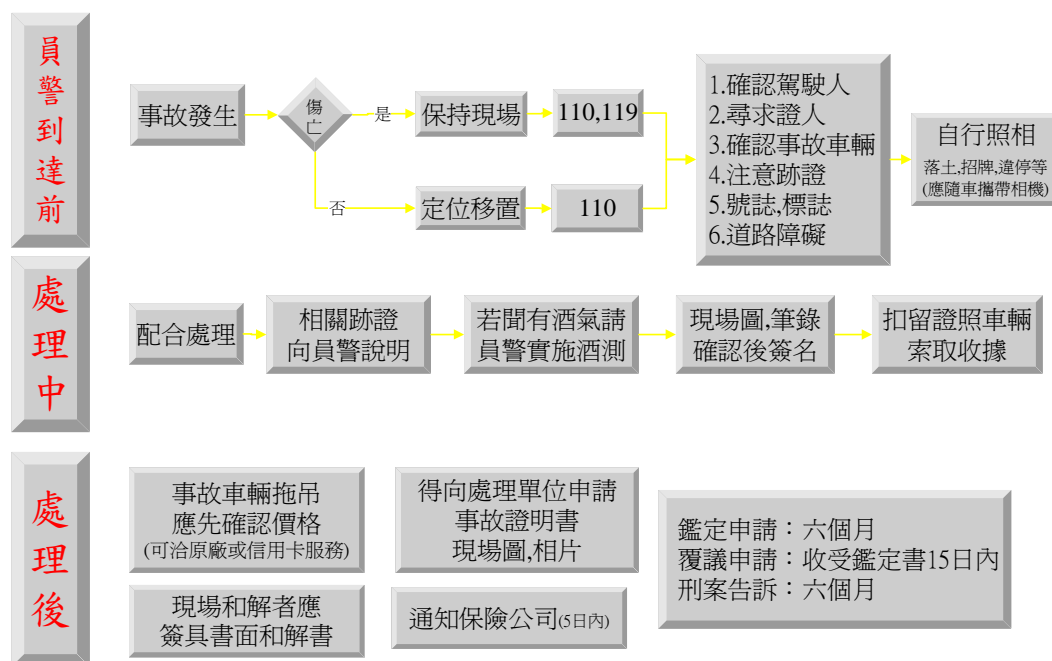 員警到達前
事故發生
傷亡
是
保持現場
110,119
否
定位移置
110
1.確認駕駛人
2.尋求證人
3.確認事故車輛
4.注意跡證
5.號誌,標誌
6.道路障礙
自行照相
落土,招牌,違停等
(應隨車攜帶相機)
處理中
配合處理
相關跡證
向員警說明
若聞有酒氣請
員警實施酒測
現場圖,筆錄
確認後簽名
扣留證照車輛
索取收據
處理後
事故車輛拖吊
應先確認價格
(可洽原廠或信用卡服務)
得向處理單位申請
事故證明書
現場圖,相片
鑑定申請：六個月
覆議申請：收受鑑定書15日內
刑案告訴：六個月
現場和解者應
簽具書面和解書
通知保險公司(5日內)